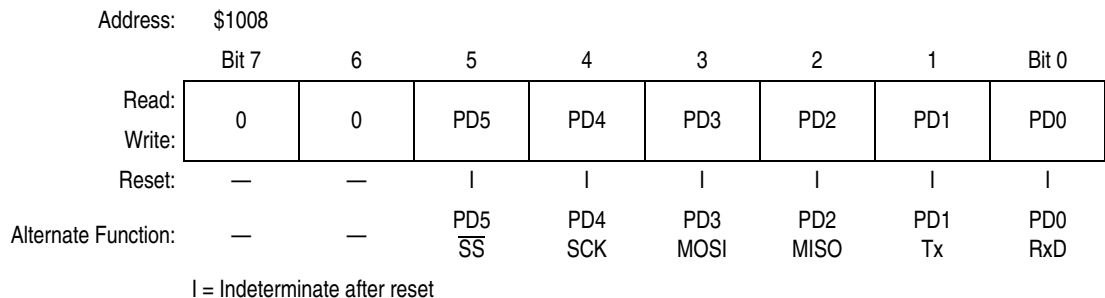 Address: $1008
Bit 7 6 5 4 3 2 1 Bit 0
Read:
0 0 PD5 PD4 PD3 PD2 PD1 PD0
Write:
Reset: — — I I I I I I
Alternate Function: — — PD5 PD4 PD3 PD2 PD1 PD0
SS SCK MOSI MISO Tx RxD
I = Indeterminate after reset